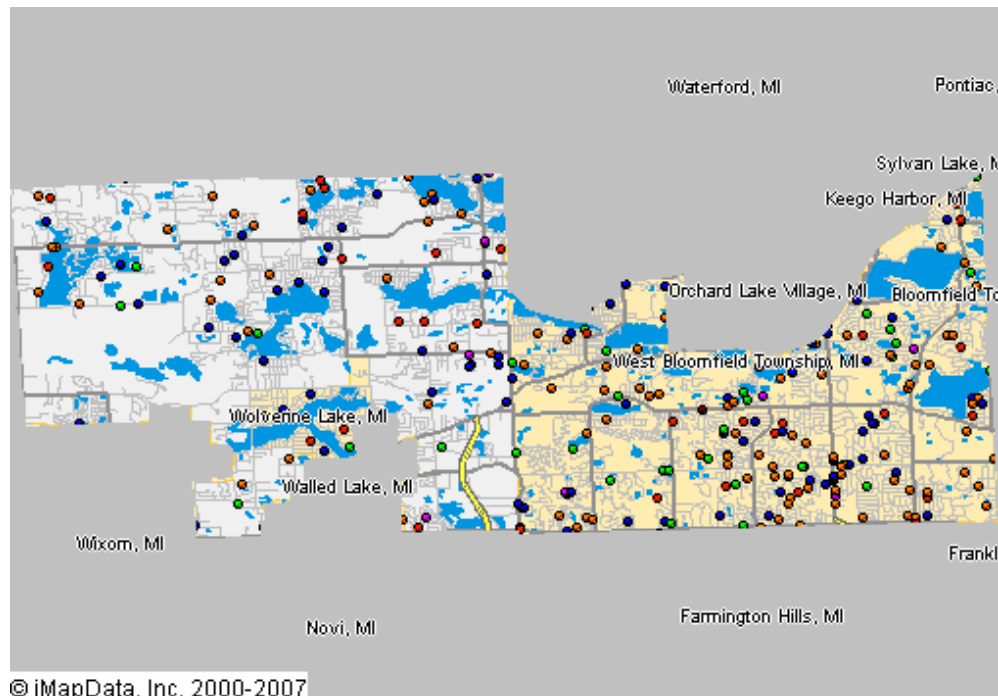 Waterford, MI
Pontiac,
Sylvan Lake, M
Keego Harbor, MI
Orchard Lake Village, MI
Bloomfield To
West Bloomfield Township, MI
Wolverine Lake, MI
Walled Lake, MI
Wixom, MI
Frankl
Farmington Hills, MI
Novi, MI
© iMapData, Inc. 2000-2007